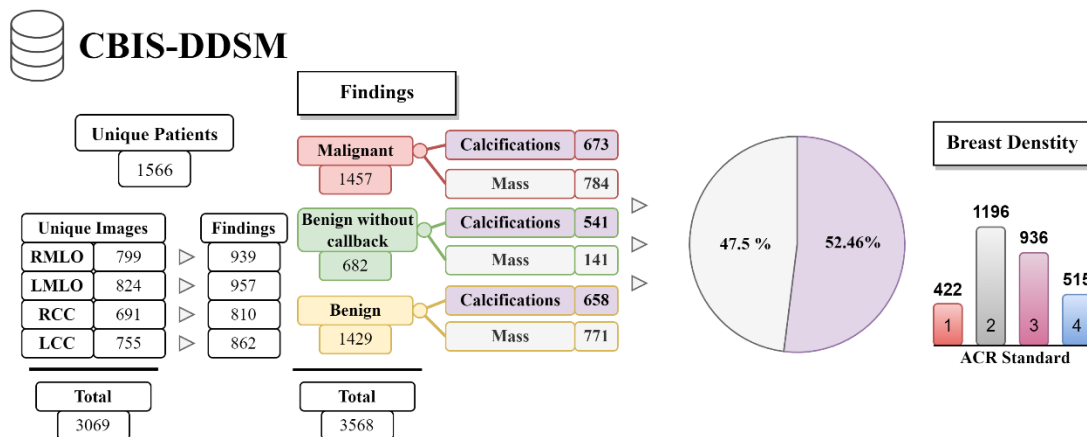 CBIS-DDSM
Findings
Unique Patients
1566
Unique Images
Findings
RMLO 799 939
LMLO 824 957
RCC 691 810
LCC 755 862
Total
3069
Malignant
1457
Calcifications 673
Mass 784
Benign without
callback
682
Calcifications 541
Mass 141
Benign
1429
Calcifications 658
Mass 771
Total
3568
47.5 %
52.46%
Breast Denstity
422
1196
936
515
1
2
3
4
ACR Standard